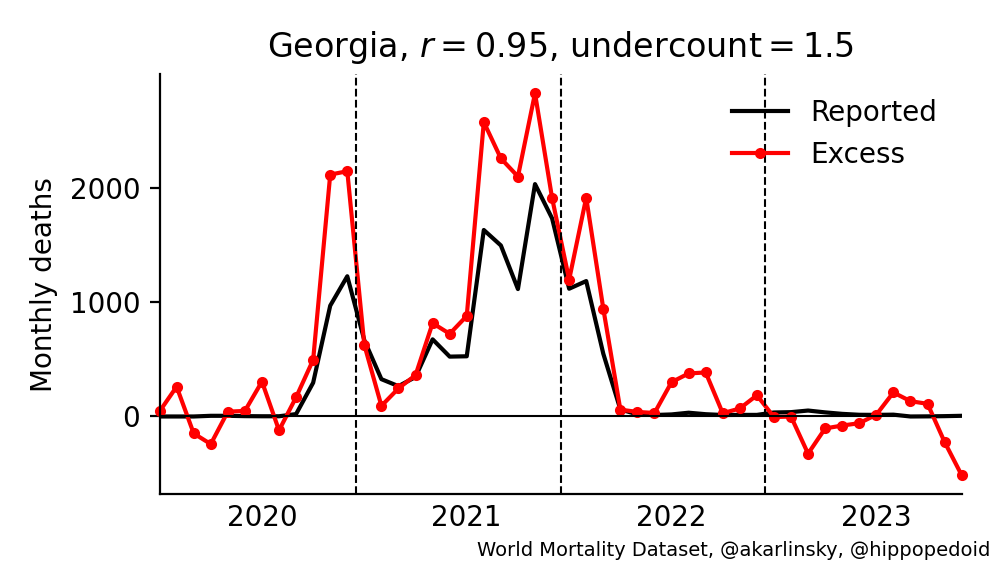 Georgia, r = 0.95, undercount = 1.5
Reported
Excess
Monthly deaths
2000
1000
0
2020 2021 2022 2023
World Mortality Dataset, @akarlinsky, @hippopedoid